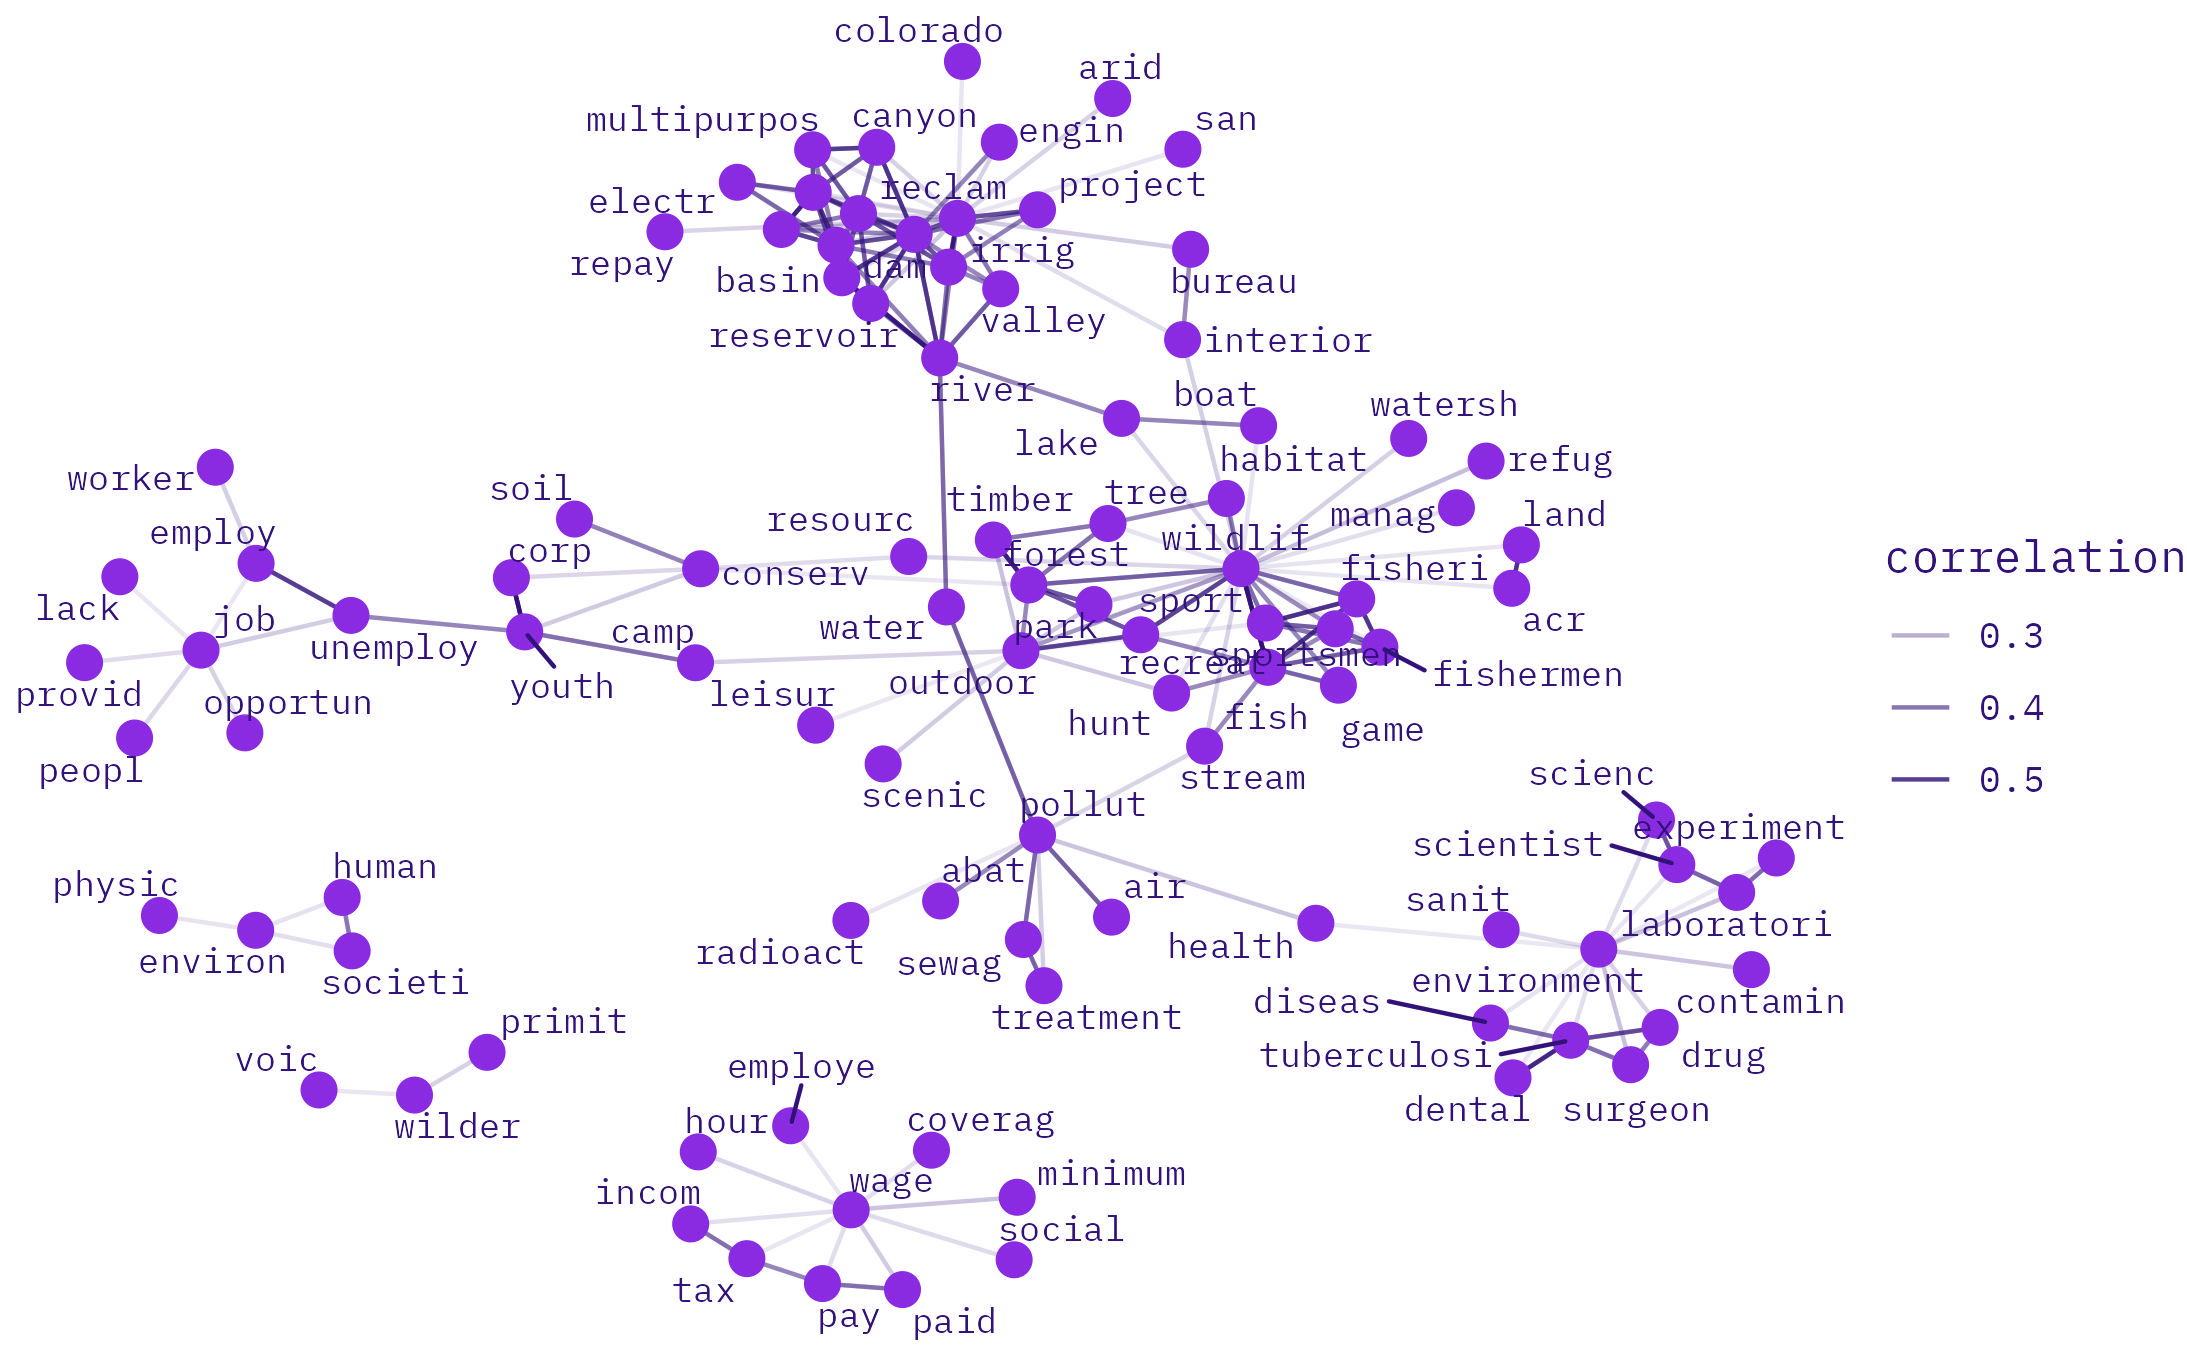 colorado
arid
multipurpos
canyon
engin
san
electr
reclam
project
repay
basin
dam
irrig
bureau
reservoir
valley
interior
river
boat
watersh
lake
habitat
refug
worker
soil
timber
tree
manag
land
employ
resourc
corp
forest
wildlif
fisheri
lack
conserv
job
unemploy
camp
water
park
sport
acr
provid
opportun
youth
leisur
outdoor
recreat
sportsmen
fishermen
peopl
scenic
hunt
fish
game
stream
pollut
scienc
scientist
experiment
physic
human
abat
air
sanit
laboratori
radioact
sewag
health
environ
societi
treatment
environment
diseas
contamin
voic
primit
wilder
tuberculosi
drug
dental
surgeon
employe
hour
coverag
incom
wage
minimum
social
tax
pay
paid
correlation
0.3
0.4
0.5